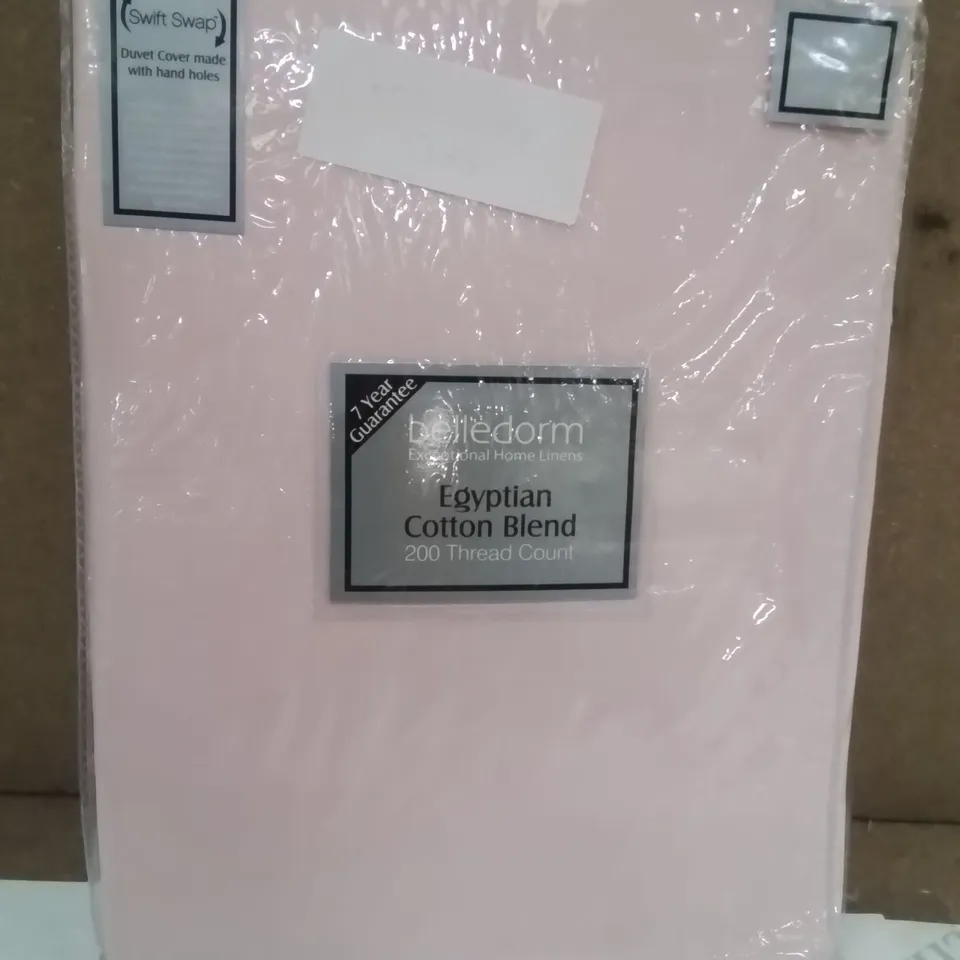 Swift Swap™
Duvet Cover made
with hand holes
7 Year
Guarantee
belledorm
Exceptional Home Linens
Egyptian
Cotton Blend
200 Thread Count